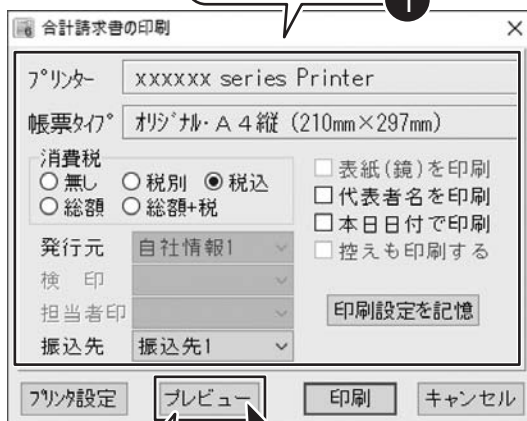 1
合計請求書の印刷
プリンター xxxxxx series Printer
帳票タイプ オリジナル・A4縦 (210mm×297mm)
消費税
○無し ○税別 ◉税込
○総額 ○総額+税
□表紙(鏡)を印刷
□代表者名を印刷
□本日日付で印刷
□控えも印刷する
発行元 自社情報1
検 印
担当者印
振込先 振込先1
印刷設定を記憶
プリンタ設定 プレビュー 印刷 キャンセル